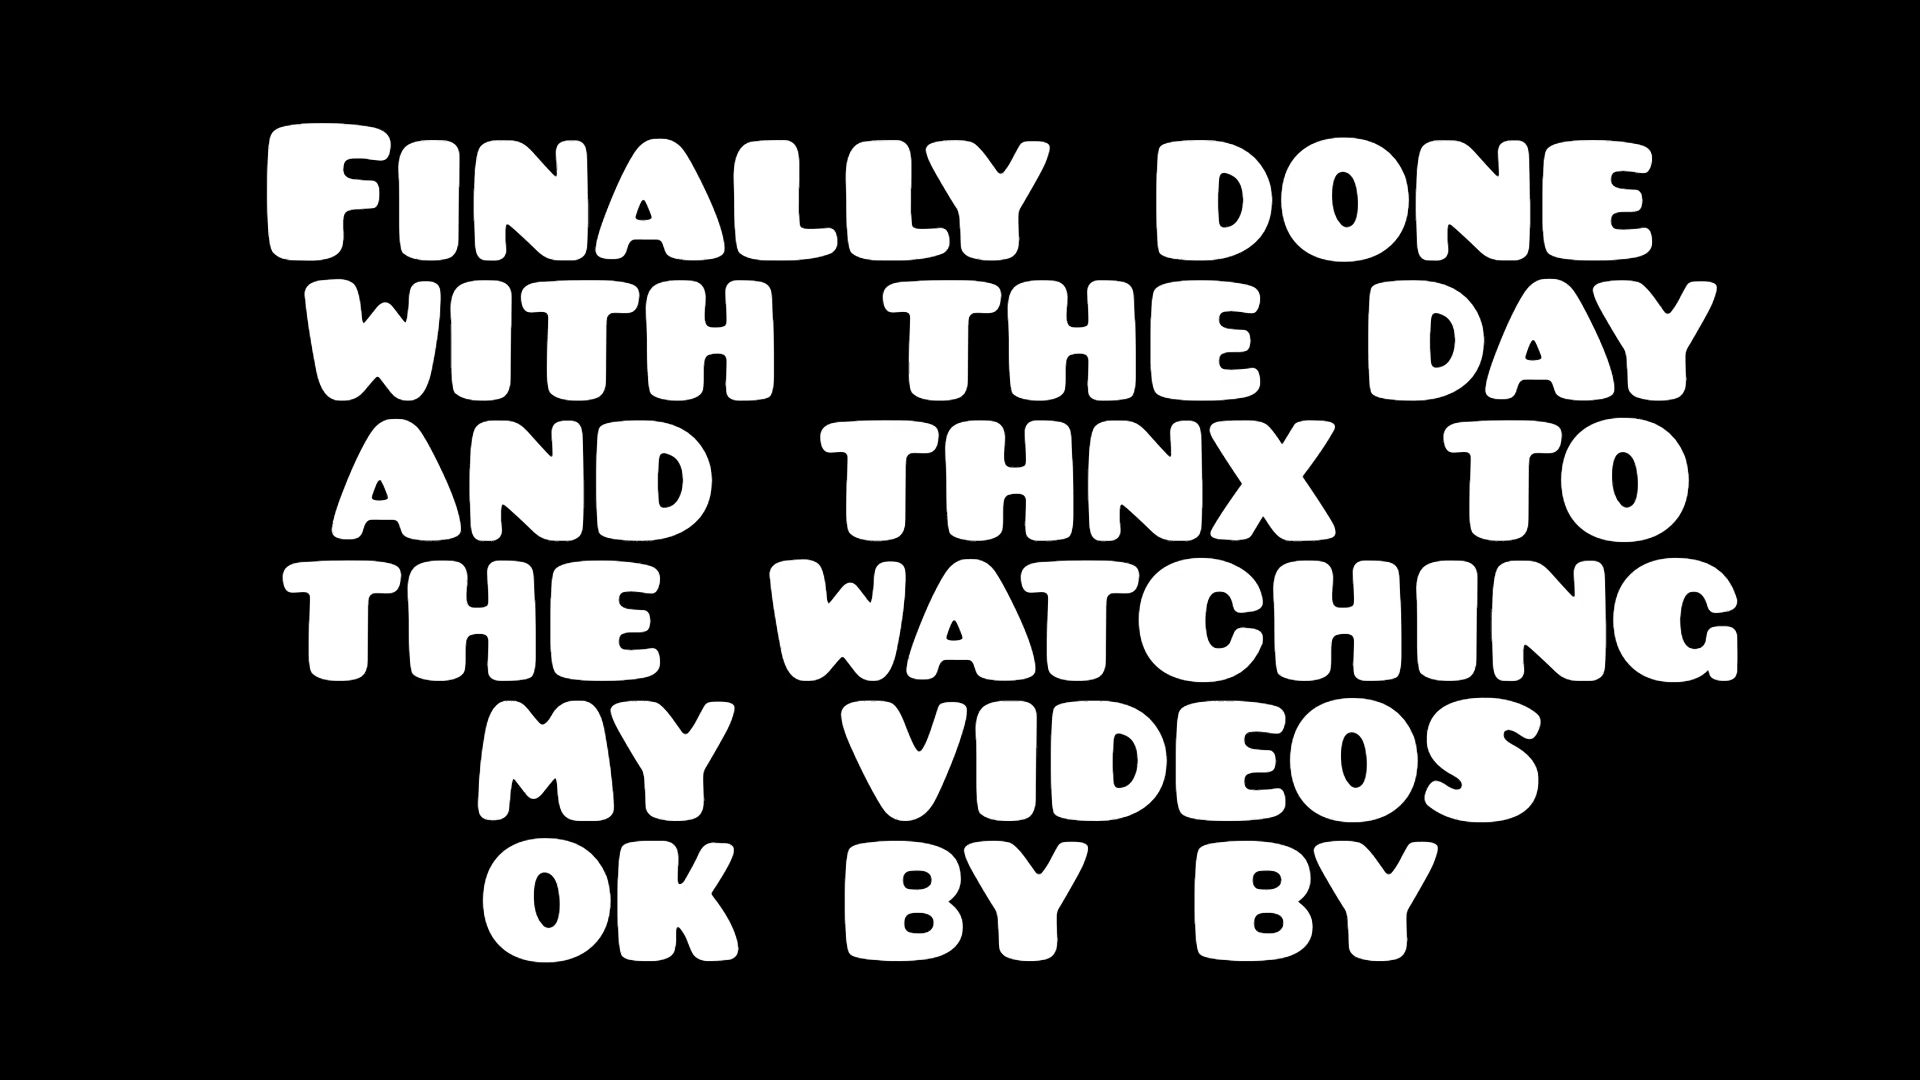 Finally done
with the day
and thnx to
the watching
my videos
ok by by